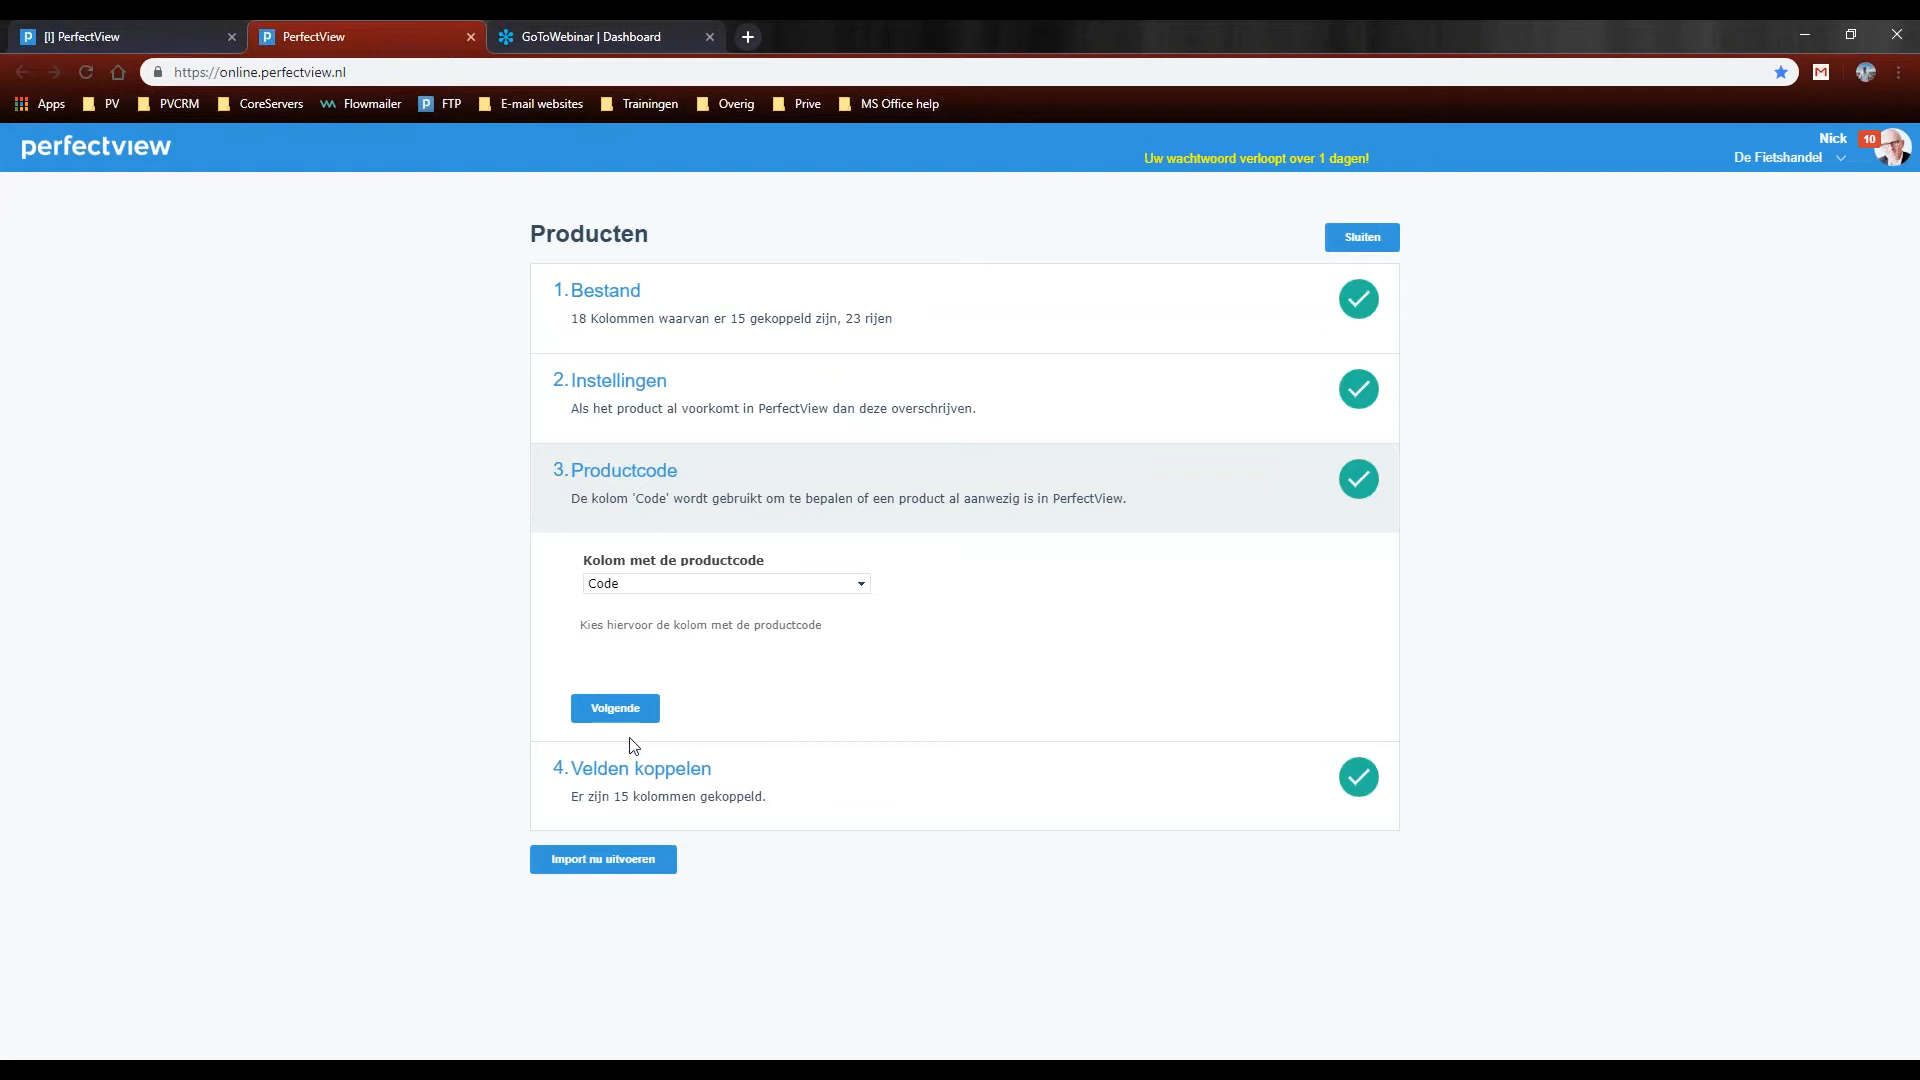 [!] PerfectView
PerfectView
GoToWebinar | Dashboard
https://online.perfectview.nl
Apps PV PVCRM CoreServers Flowmailer FTP E-mail websites Trainingen Overig Prive MS Office help
perfectview
Uw wachtwoord verloopt over 1 dagen!
Nick
10
De Fietshandel
Producten
Sluiten
1. Bestand
18 Kolommen waarvan er 15 gekoppeld zijn, 23 rijen
2. Instellingen
Als het product al voorkomt in PerfectView dan deze overschrijven.
3. Productcode
De kolom 'Code' wordt gebruikt om te bepalen of een product al aanwezig is in PerfectView.
Kolom met de productcode
Code
Kies hiervoor de kolom met de productcode
Volgende
4. Velden koppelen
Er zijn 15 kolommen gekoppeld.
Import nu uitvoeren